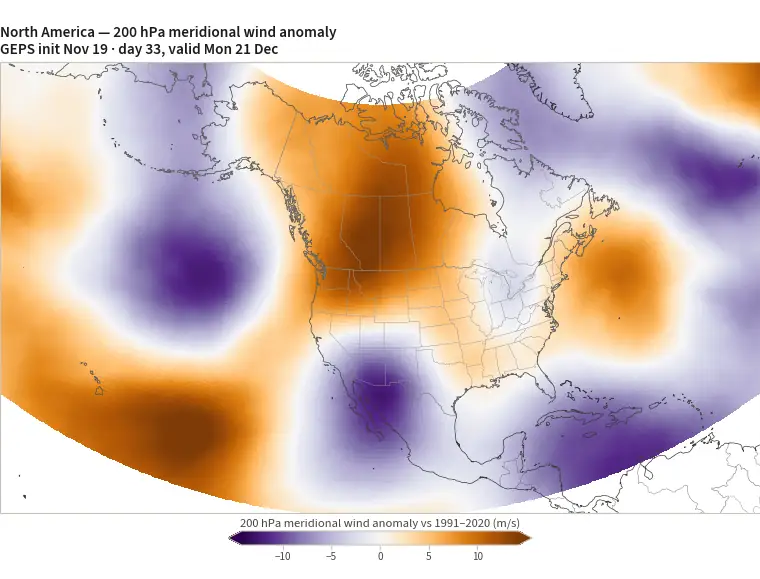 North America — 200 hPa meridional wind anomaly
GEPS init Nov 19 · day 33, valid Mon 21 Dec
200 hPa meridional wind anomaly vs 1991–2020 (m/s)
−10 −5 0 5 10